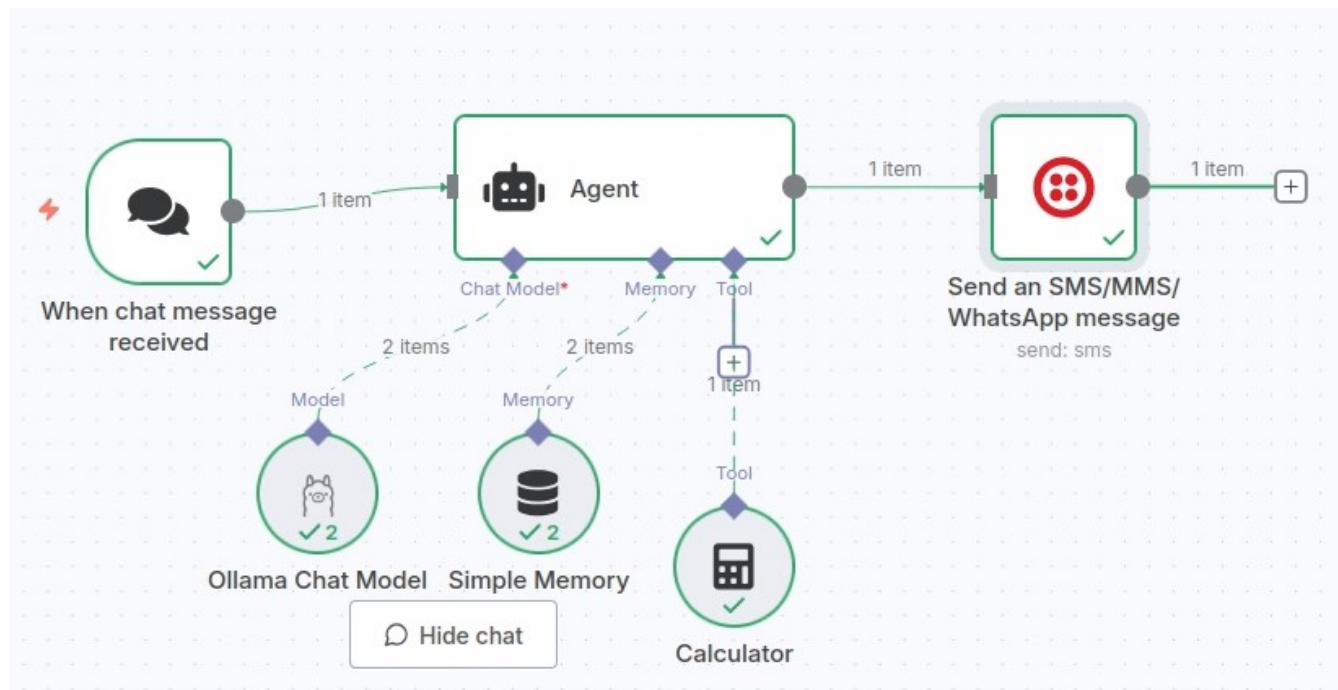 1 item
Agent
1 item
1 item
When chat message
received
Chat Model*
Memory
Tool
Send an SMS/MMS/
WhatsApp message
send: sms
2 items
2 items
1 item
Model
Memory
Tool
2
2
Ollama Chat Model
Simple Memory
Hide chat
Calculator